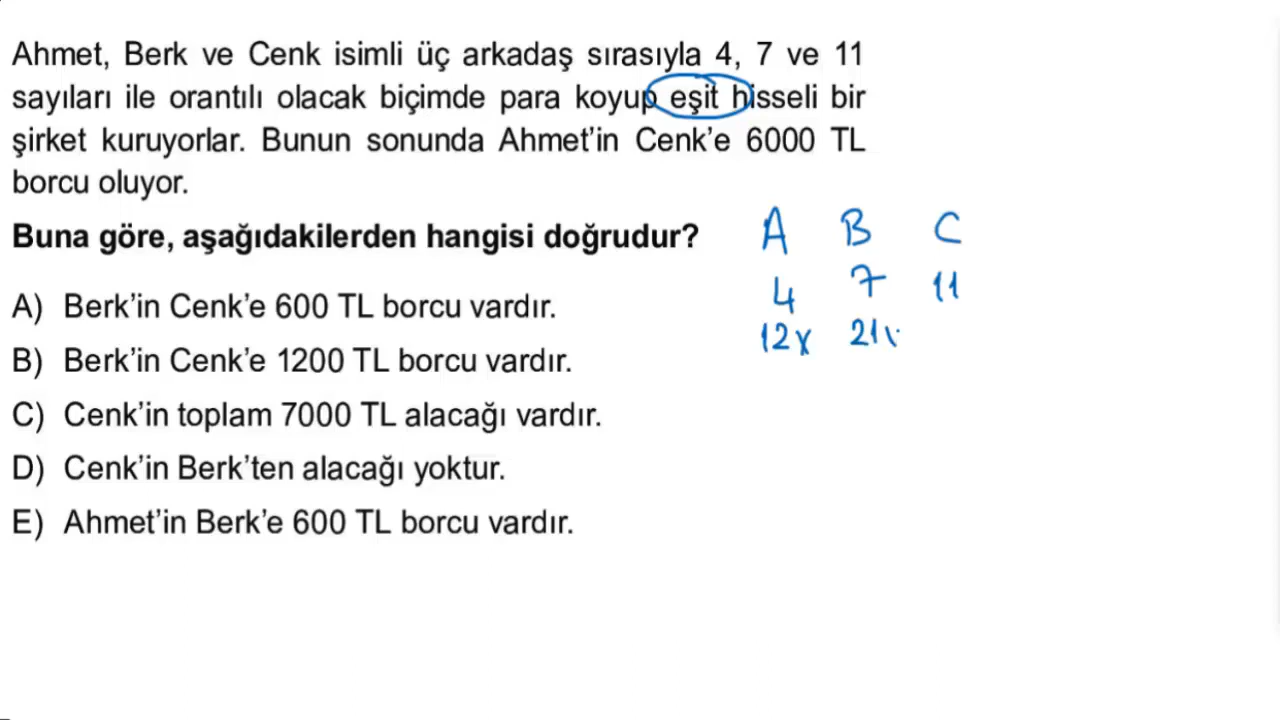 Ahmet, Berk ve Cenk isimli üç arkadaş sırasıyla 4, 7 ve 11
sayıları ile orantılı olacak biçimde para koyup eşit hisseli bir
şirket kuruyorlar. Bunun sonunda Ahmet'in Cenk'e 6000 TL
borcu oluyor.
Buna göre, aşağıdakilerden hangisi doğrudur?
A) Berk'in Cenk'e 600 TL borcu vardır.
B) Berk'in Cenk'e 1200 TL borcu vardır.
C) Cenk'in toplam 7000 TL alacağı vardır.
D) Cenk'in Berk'ten alacağı yoktur.
E) Ahmet'in Berk'e 600 TL borcu vardır.
A B C
4 7 11
12x 21